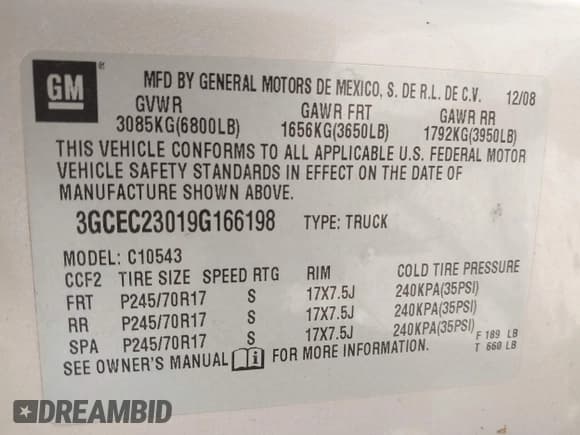 GM ®
MFD BY GENERAL MOTORS DE MEXICO, S. DE R.L. DE C.V. 12/08
GVWR GAWR FRT GAWR RR
3085KG(6800LB) 1656KG(3650LB) 1792KG(3950LB)
THIS VEHICLE CONFORMS TO ALL APPLICABLE U.S. FEDERAL MOTOR
VEHICLE SAFETY STANDARDS IN EFFECT ON THE DATE OF
MANUFACTURE SHOWN ABOVE.
3GCEC23019G166198 TYPE: TRUCK
MODEL: C10543
CCF2 TIRE SIZE SPEED RTG RIM COLD TIRE PRESSURE
FRT P245/70R17 S 17X7.5J 240KPA(35PSI)
RR P245/70R17 S 17X7.5J 240KPA(35PSI)
SPA P245/70R17 S 17X7.5J 240KPA(35PSI)
F 189 LB
SEE OWNER'S MANUAL FOR MORE INFORMATION. T 660 LB
DREAMBID